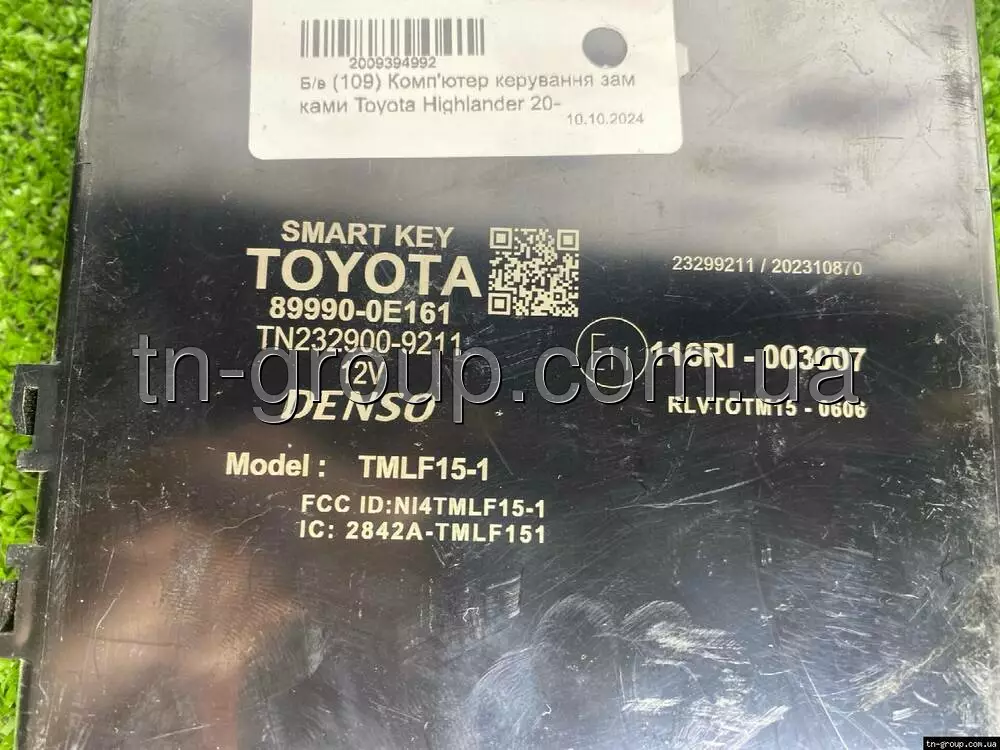 2009394992
Б/в (109) Комп'ютер керування зам
ками Toyota Highlander 20-
10.10.2024
SMART KEY
TOYOTA
89990-0E161
TN232900-9211
12V
DENSO
23299211 / 202310870
116RI - 003007
RLVTOTM15 - 0606
tn-group.com.ua
Model : TMLF15-1
FCC ID:NI4TMLF15-1
IC: 2842A-TMLF151
tn-group.com.ua